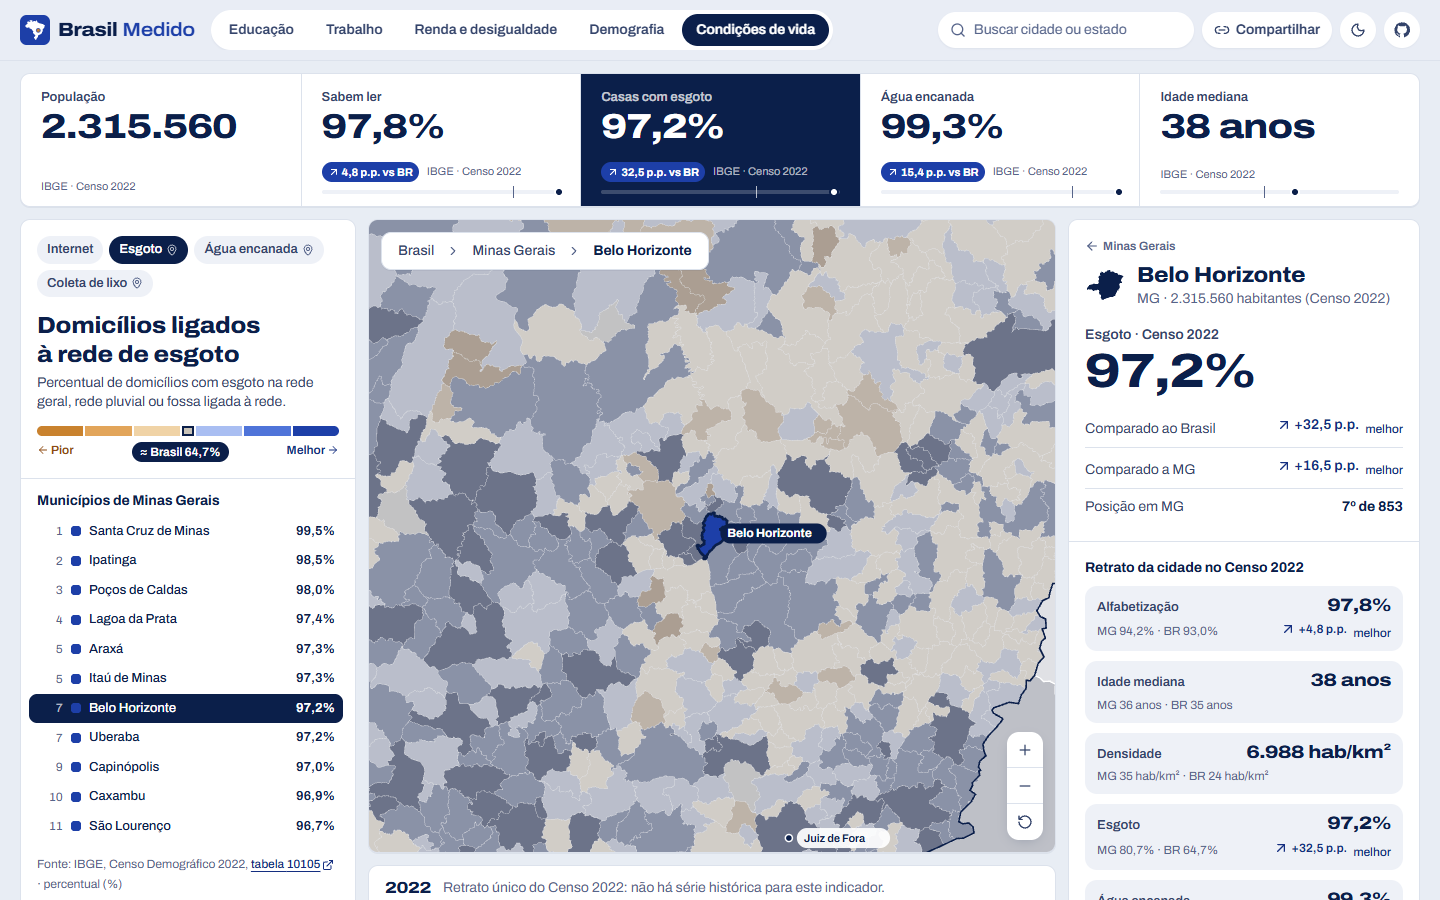 Brasil Medido
Educação
Trabalho
Renda e desigualdade
Demografia
Condições de vida
Buscar cidade ou estado
Compartilhar
População
2.315.560
IBGE · Censo 2022
Sabem ler
97,8%
4,8 p.p. vs BR
IBGE · Censo 2022
Casas com esgoto
97,2%
32,5 p.p. vs BR
IBGE · Censo 2022
Água encanada
99,3%
15,4 p.p. vs BR
IBGE · Censo 2022
Idade mediana
38 anos
IBGE · Censo 2022
Internet
Esgoto
Água encanada
Coleta de lixo
Domicílios ligados
à rede de esgoto
Percentual de domicílios com esgoto na rede
geral, rede pluvial ou fossa ligada à rede.
← Pior
≈ Brasil 64,7%
Melhor →
Municípios de Minas Gerais
1 Santa Cruz de Minas 99,5%
2 Ipatinga 98,5%
3 Poços de Caldas 98,0%
4 Lagoa da Prata 97,4%
5 Araxá 97,3%
5 Itaú de Minas 97,3%
7 Belo Horizonte 97,2%
7 Uberaba 97,2%
9 Capinópolis 97,0%
10 Caxambu 96,9%
11 São Lourenço 96,7%
Fonte: IBGE, Censo Demográfico 2022, tabela 10105
· percentual (%)
Brasil > Minas Gerais > Belo Horizonte
Belo Horizonte
Juiz de Fora
2022 Retrato único do Censo 2022: não há série histórica para este indicador.
← Minas Gerais
Belo Horizonte
MG · 2.315.560 habitantes (Censo 2022)
Esgoto · Censo 2022
97,2%
Comparado ao Brasil +32,5 p.p. melhor
Comparado a MG +16,5 p.p. melhor
Posição em MG 7º de 853
Retrato da cidade no Censo 2022
Alfabetização 97,8%
MG 94,2% · BR 93,0% +4,8 p.p. melhor
Idade mediana 38 anos
MG 36 anos · BR 35 anos
Densidade 6.988 hab/km²
MG 35 hab/km² · BR 24 hab/km²
Esgoto 97,2%
MG 80,7% · BR 64,7% +32,5 p.p. melhor
Água encanada 99,3%